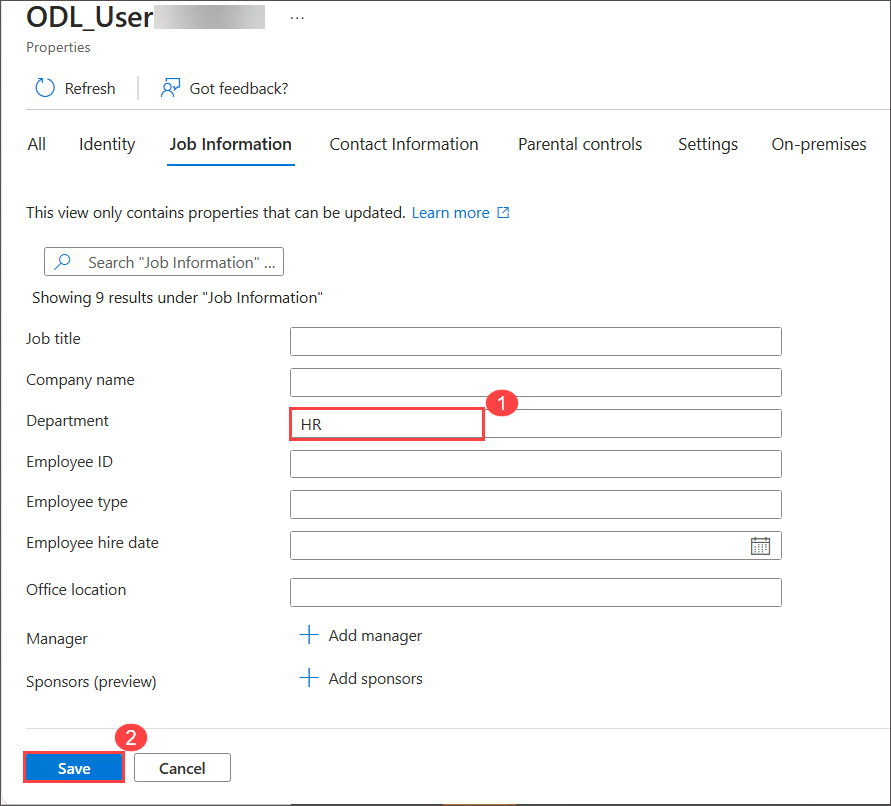 ODL_User ...
Properties
Refresh Got feedback?
All Identity Job Information Contact Information Parental controls Settings On-premises
This view only contains properties that can be updated. Learn more
Search "Job Information" ...
Showing 9 results under "Job Information"
Job title
Company name
1
Department HR
Employee ID
Employee type
Employee hire date
Office location
Manager Add manager
Sponsors (preview) Add sponsors
2
Save Cancel